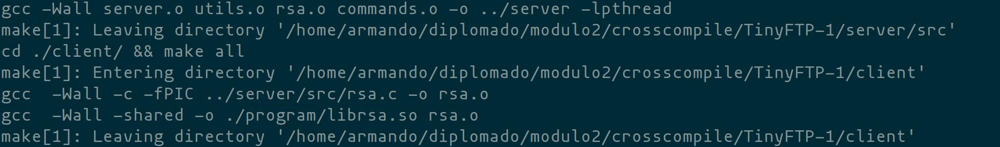 gcc -Wall server.o utils.o rsa.o commands.o -o ../server -lpthread
make[1]: Leaving directory '/home/armando/diplomado/modulo2/crosscompile/TinyFTP-1/server/src'
cd ./client/ && make all
make[1]: Entering directory '/home/armando/diplomado/modulo2/crosscompile/TinyFTP-1/client'
gcc  -Wall -c -fPIC ../server/src/rsa.c -o rsa.o
gcc  -Wall -shared -o ./program/librsa.so rsa.o
make[1]: Leaving directory '/home/armando/diplomado/modulo2/crosscompile/TinyFTP-1/client'